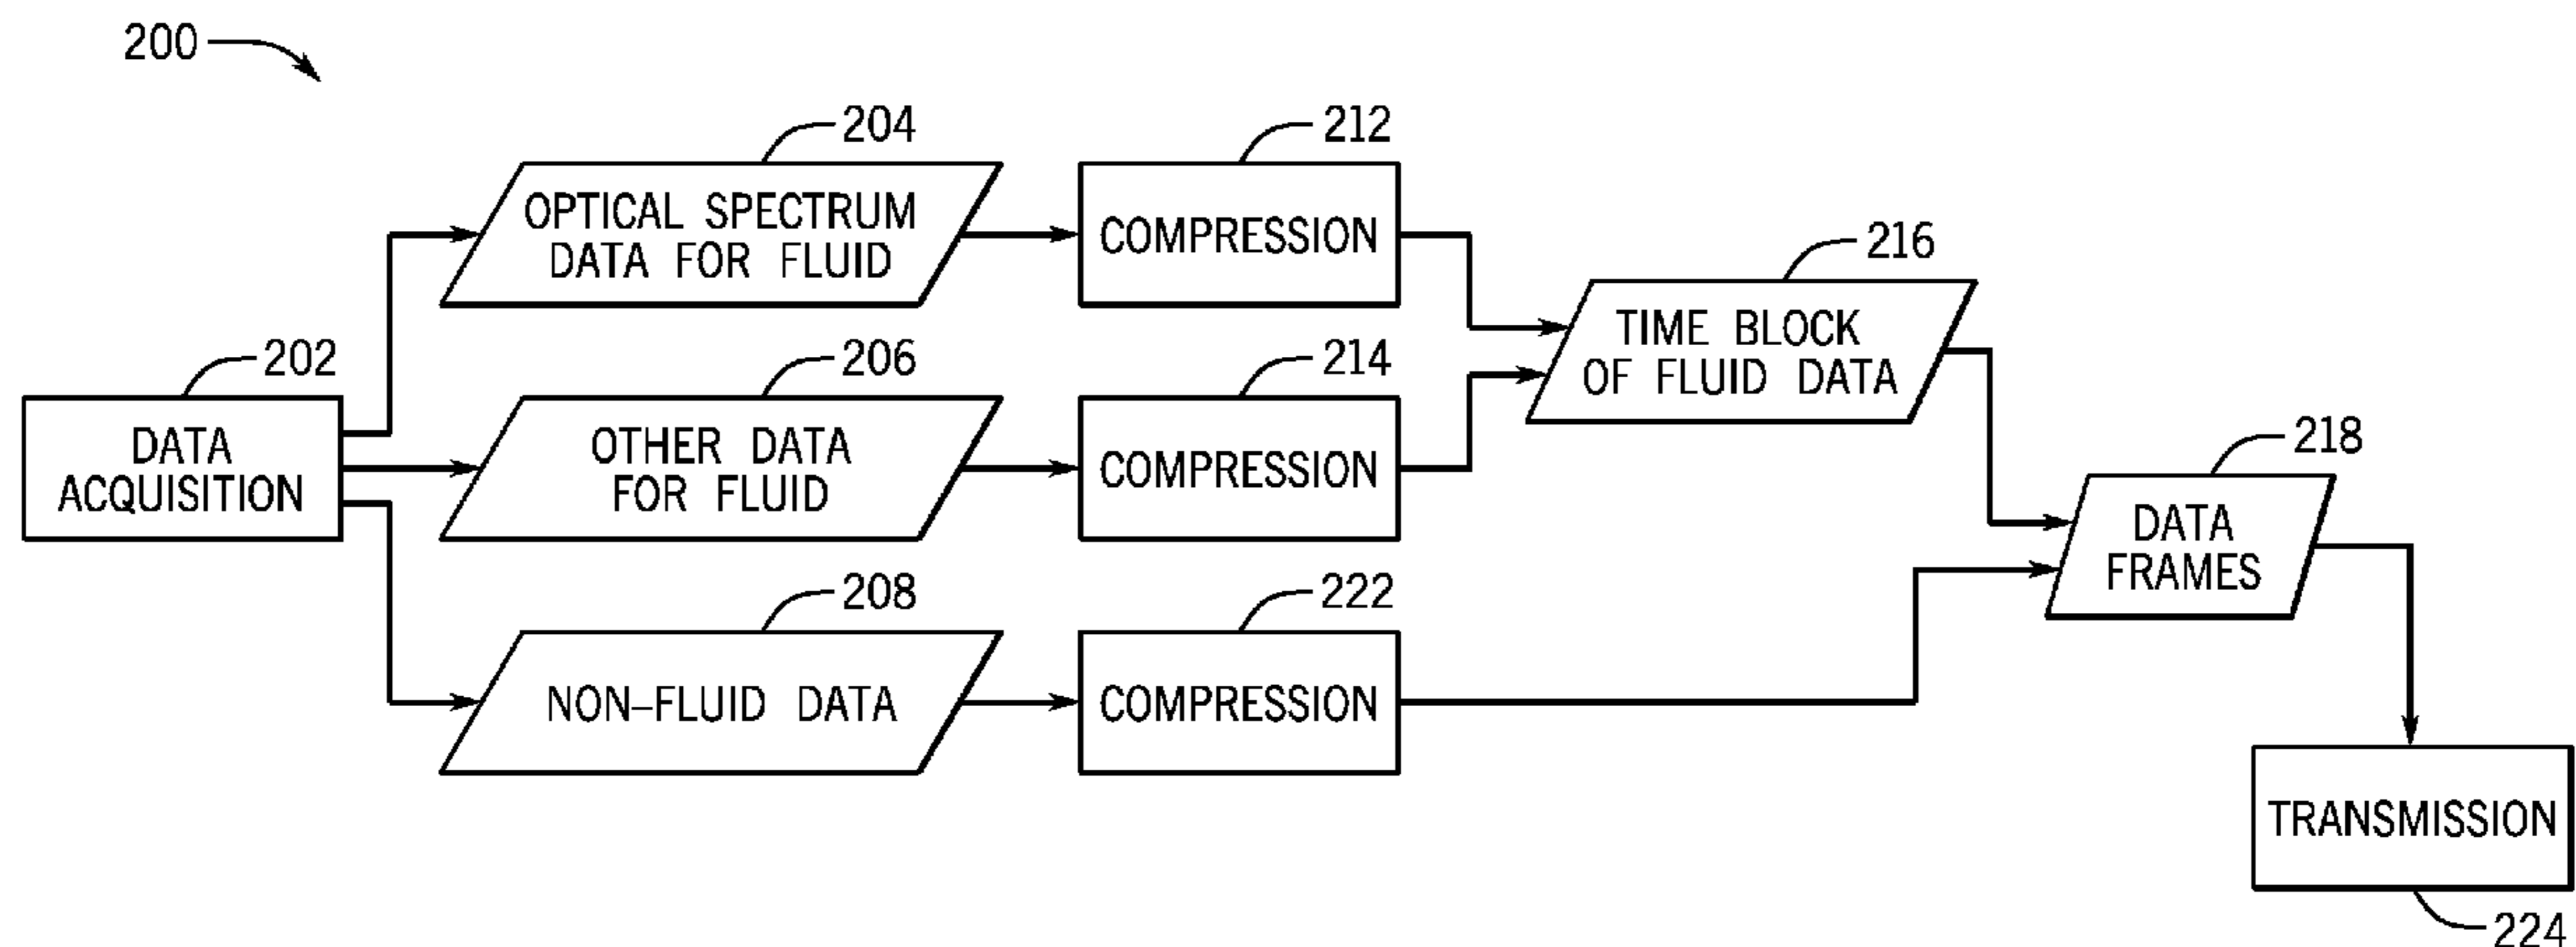 200
204
OPTICAL SPECTRUM
DATA FOR FLUID
212
COMPRESSION
216
TIME BLOCK
OF FLUID DATA
202
DATA
ACQUISITION
206
OTHER DATA
FOR FLUID
214
COMPRESSION
218
DATA
FRAMES
208
NON–FLUID DATA
222
COMPRESSION
TRANSMISSION
224